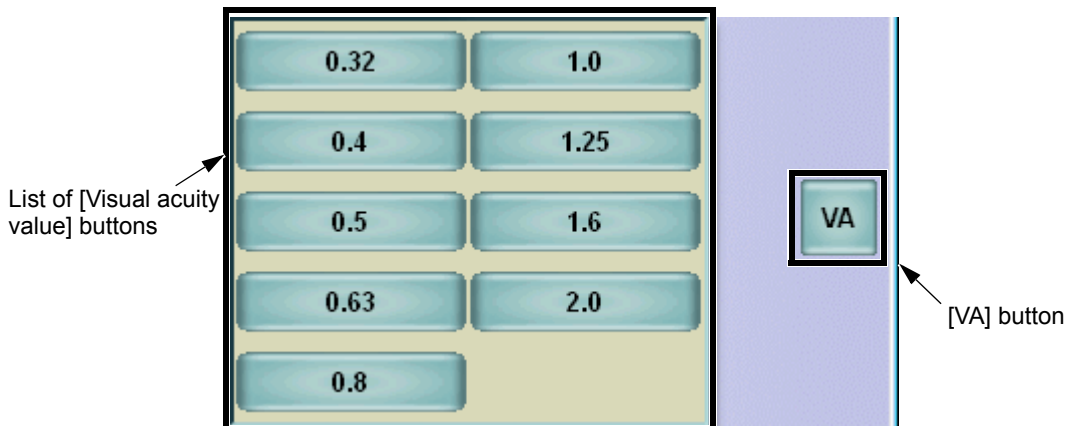 0.32 1.0
0.4 1.25
List of [Visual acuity
value] buttons
0.5 1.6
VA
0.63 2.0
[VA] button
0.8